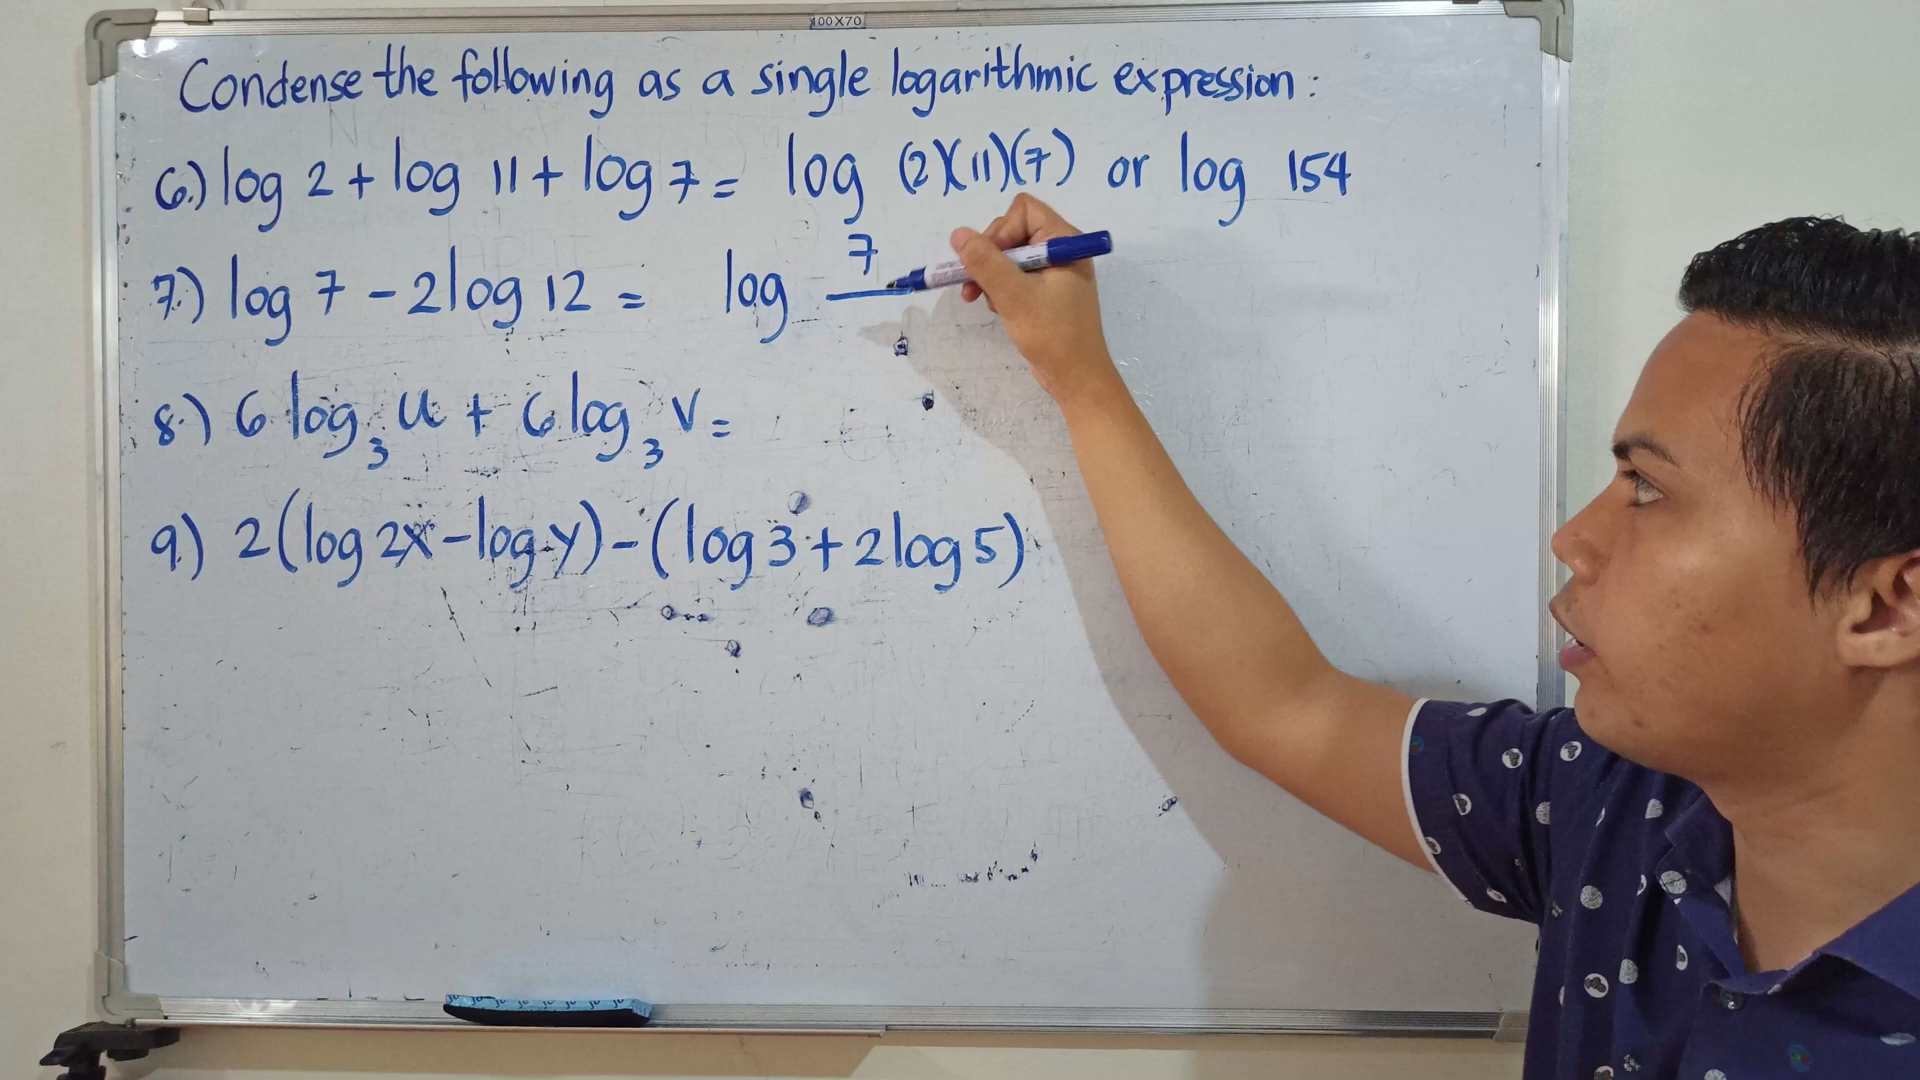 100X70
Condense the following as a single logarithmic expression:
6.) log 2 + log 11 + log 7 = log (2)(11)(7) or log 154
7.) log 7 - 2 log 12 = log 7/
8.) 6 log₃ u + 6 log₃ v =
9.) 2 (log 2x - log y) - (log 3 + 2 log 5)